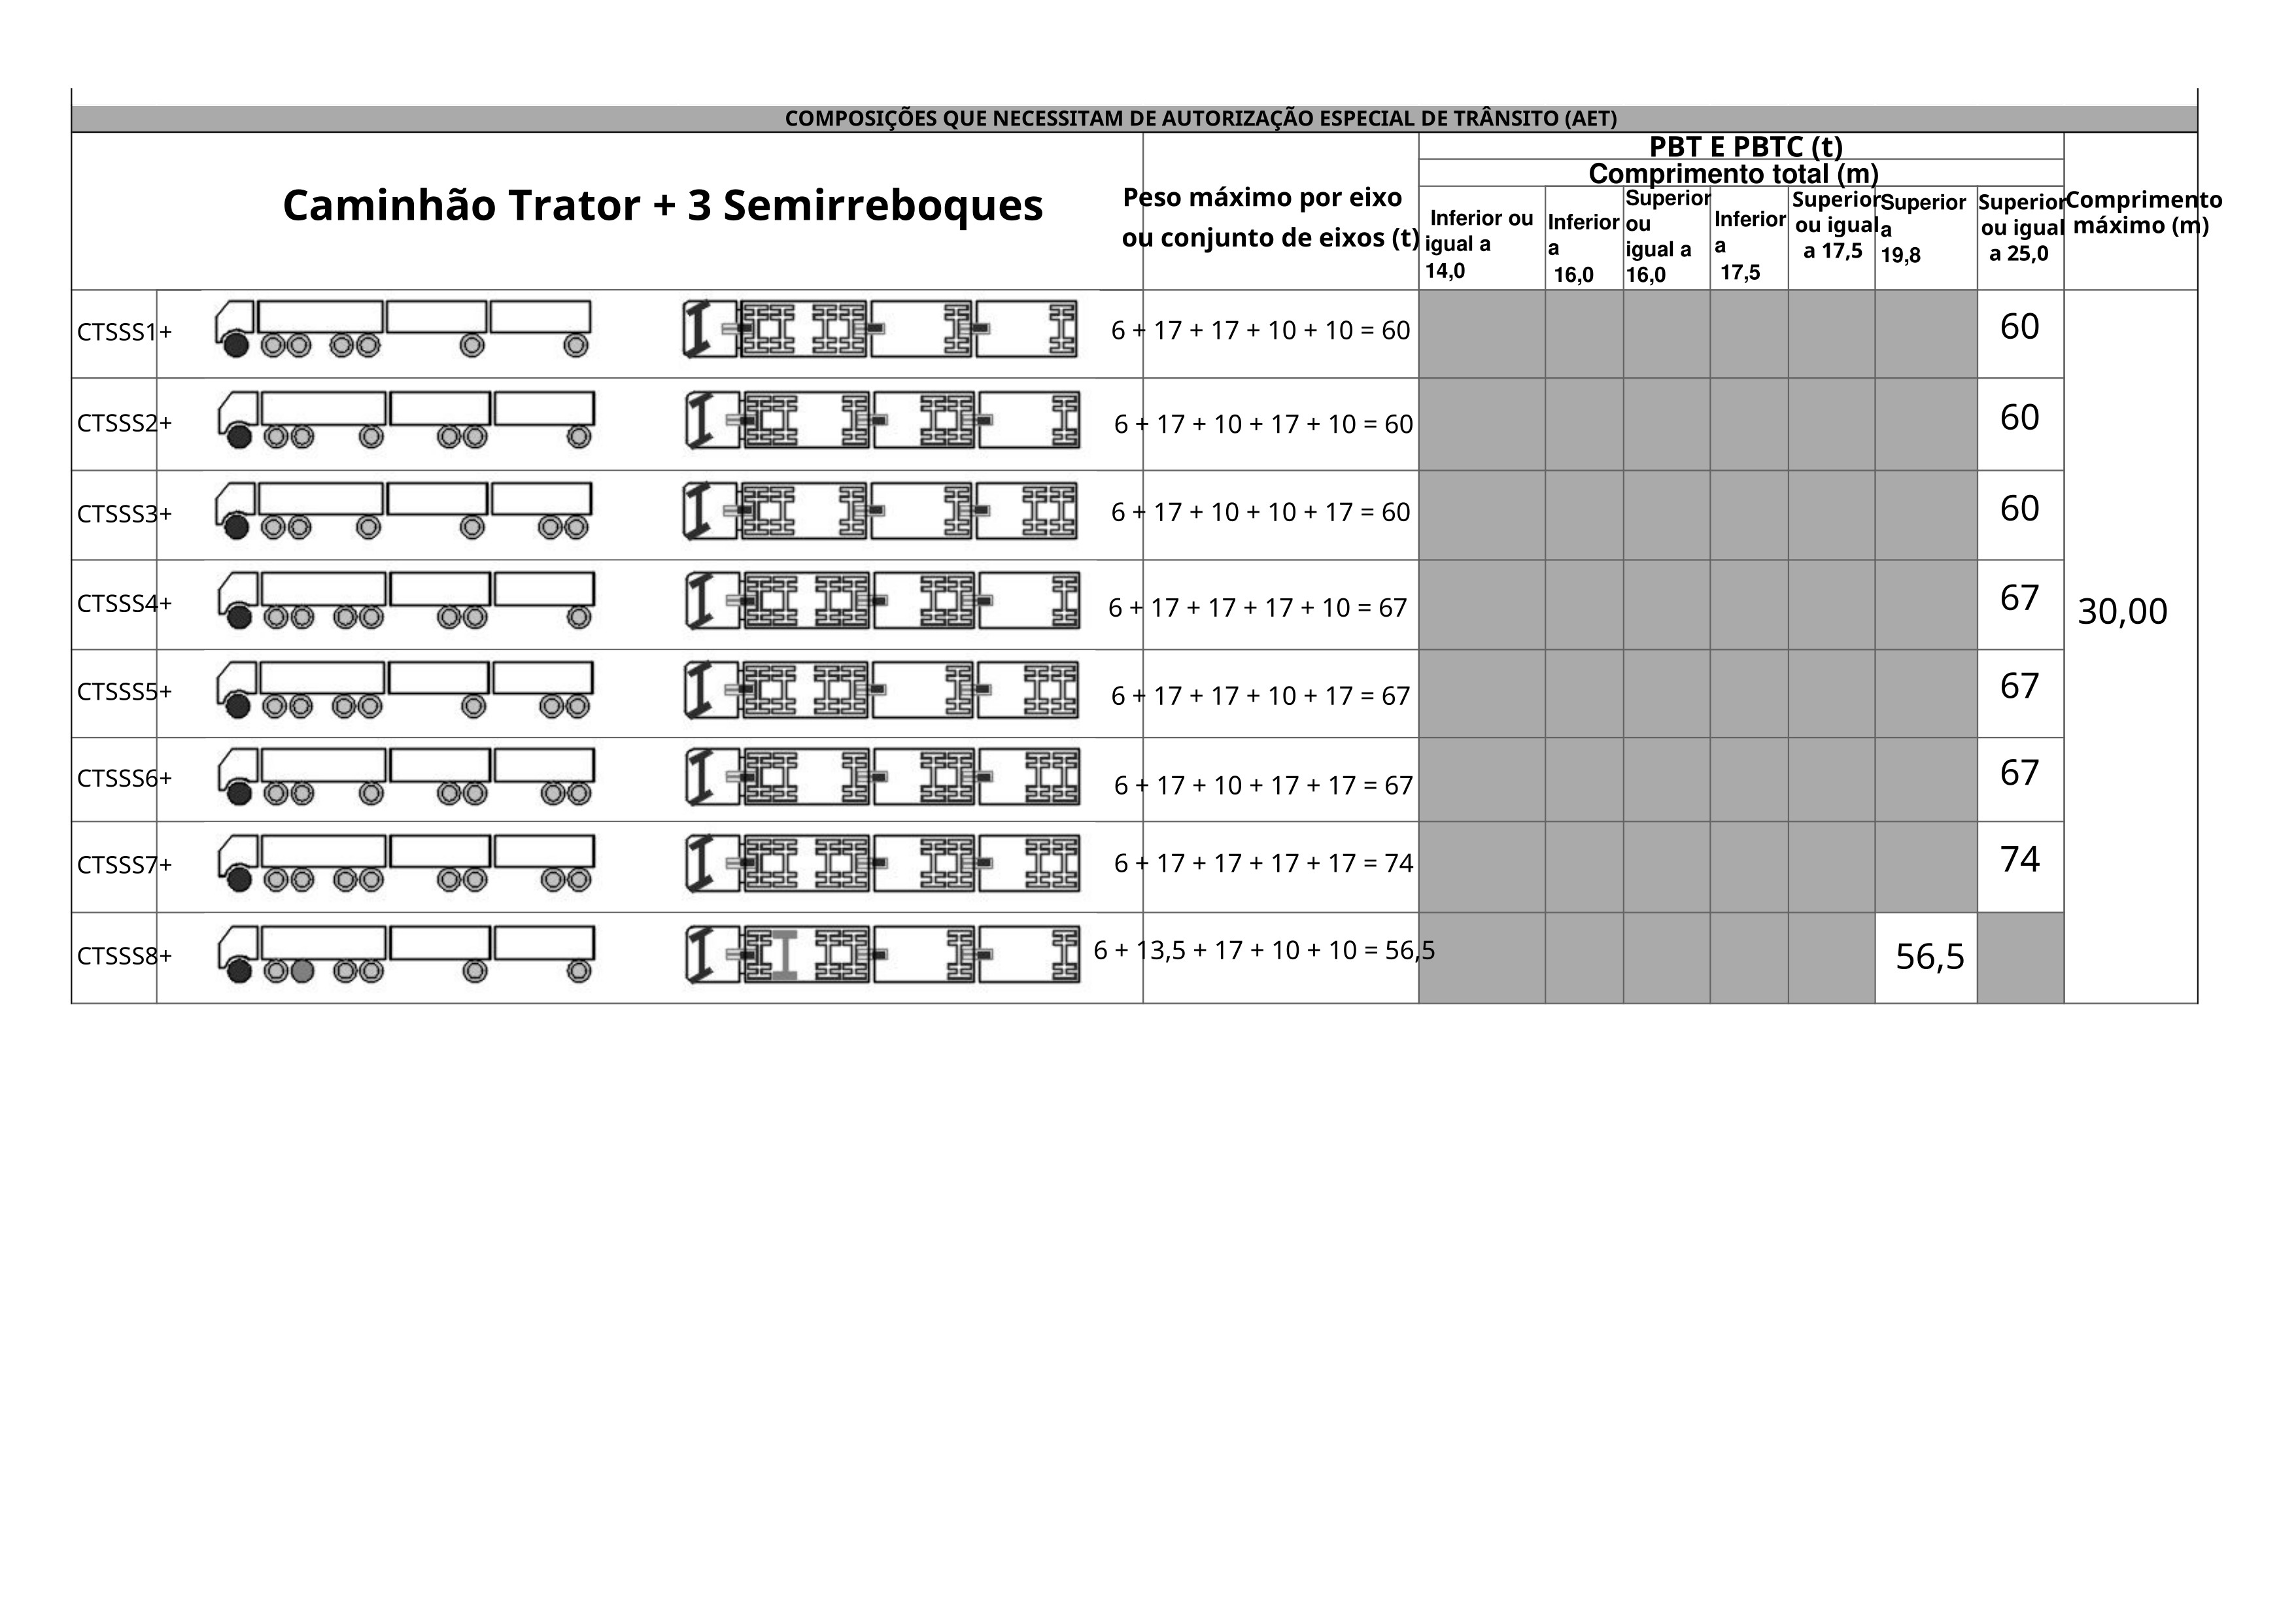 COMPOSIÇÕES QUE NECESSITAM DE AUTORIZAÇÃO ESPECIAL DE TRÂNSITO (AET)
Caminhão Trator + 3 Semirreboques
Peso máximo por eixo
ou conjunto de eixos (t)
PBT E PBTC (t)
Comprimento total (m)
Inferior ou
igual a
14,0
Inferior
a
16,0
Superior
ou
igual a
16,0
Inferior
a
17,5
Superior
ou igual
a 17,5
Superior
a
19,8
Superior
ou igual
a 25,0
Comprimento
máximo (m)
CTSSS1+ 6 + 17 + 17 + 10 + 10 = 60 60
CTSSS2+ 6 + 17 + 10 + 17 + 10 = 60 60
CTSSS3+ 6 + 17 + 10 + 10 + 17 = 60 60
CTSSS4+ 6 + 17 + 17 + 17 + 10 = 67 67
30,00
CTSSS5+ 6 + 17 + 17 + 10 + 17 = 67 67
CTSSS6+ 6 + 17 + 10 + 17 + 17 = 67 67
CTSSS7+ 6 + 17 + 17 + 17 + 17 = 74 74
CTSSS8+ 6 + 13,5 + 17 + 10 + 10 = 56,5 56,5